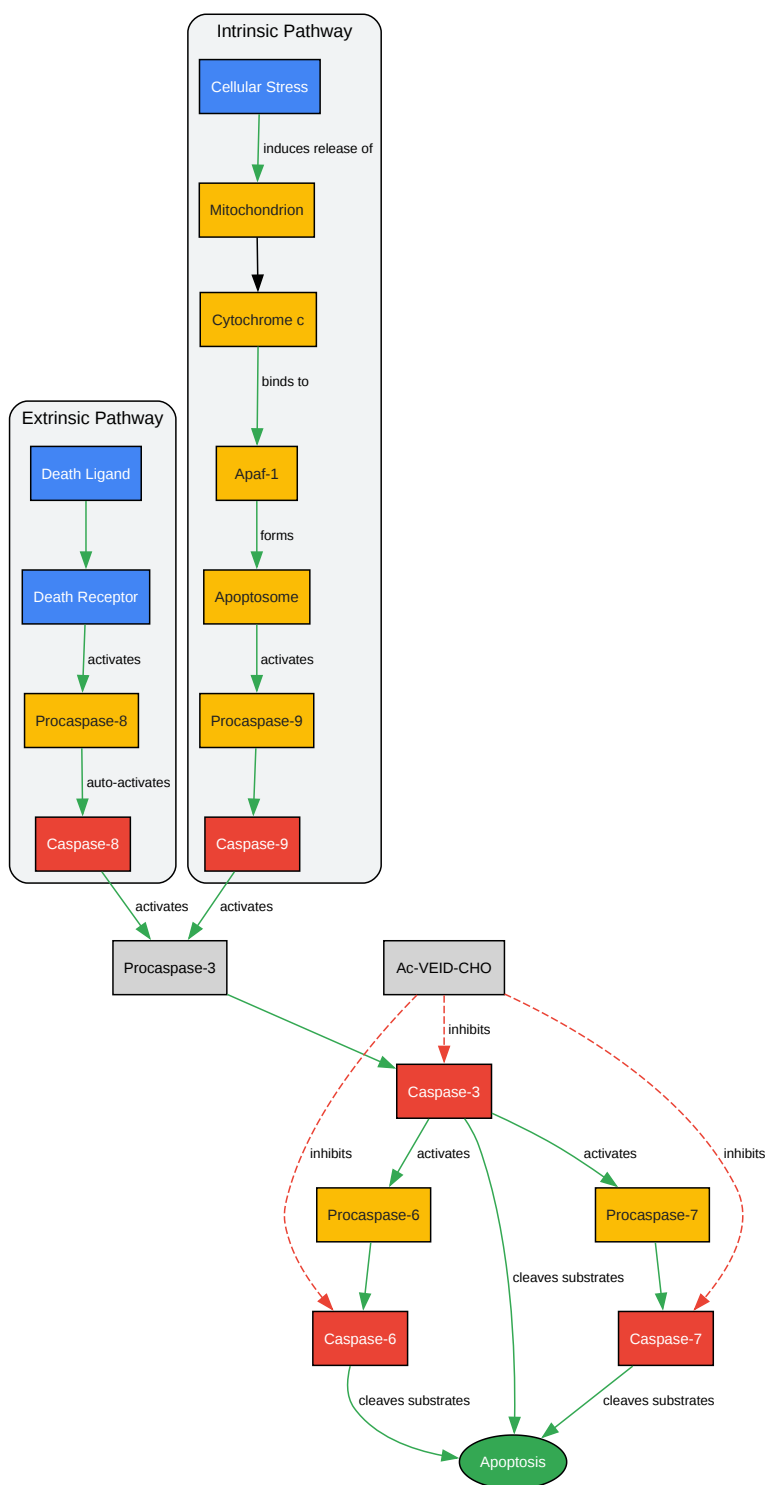 Intrinsic Pathway
Cellular Stress
induces release of
Mitochondrion
Cytochrome c
binds to
Extrinsic Pathway
Death Ligand
Apaf-1
forms
Death Receptor
Apoptosome
activates
activates
Procaspase-8
Procaspase-9
auto-activates
Caspase-8
Caspase-9
activates
activates
Procaspase-3
Ac-VEID-CHO
inhibits
Caspase-3
inhibits
activates
activates
inhibits
Procaspase-6
Procaspase-7
cleaves substrates
Caspase-6
Caspase-7
cleaves substrates
cleaves substrates
Apoptosis